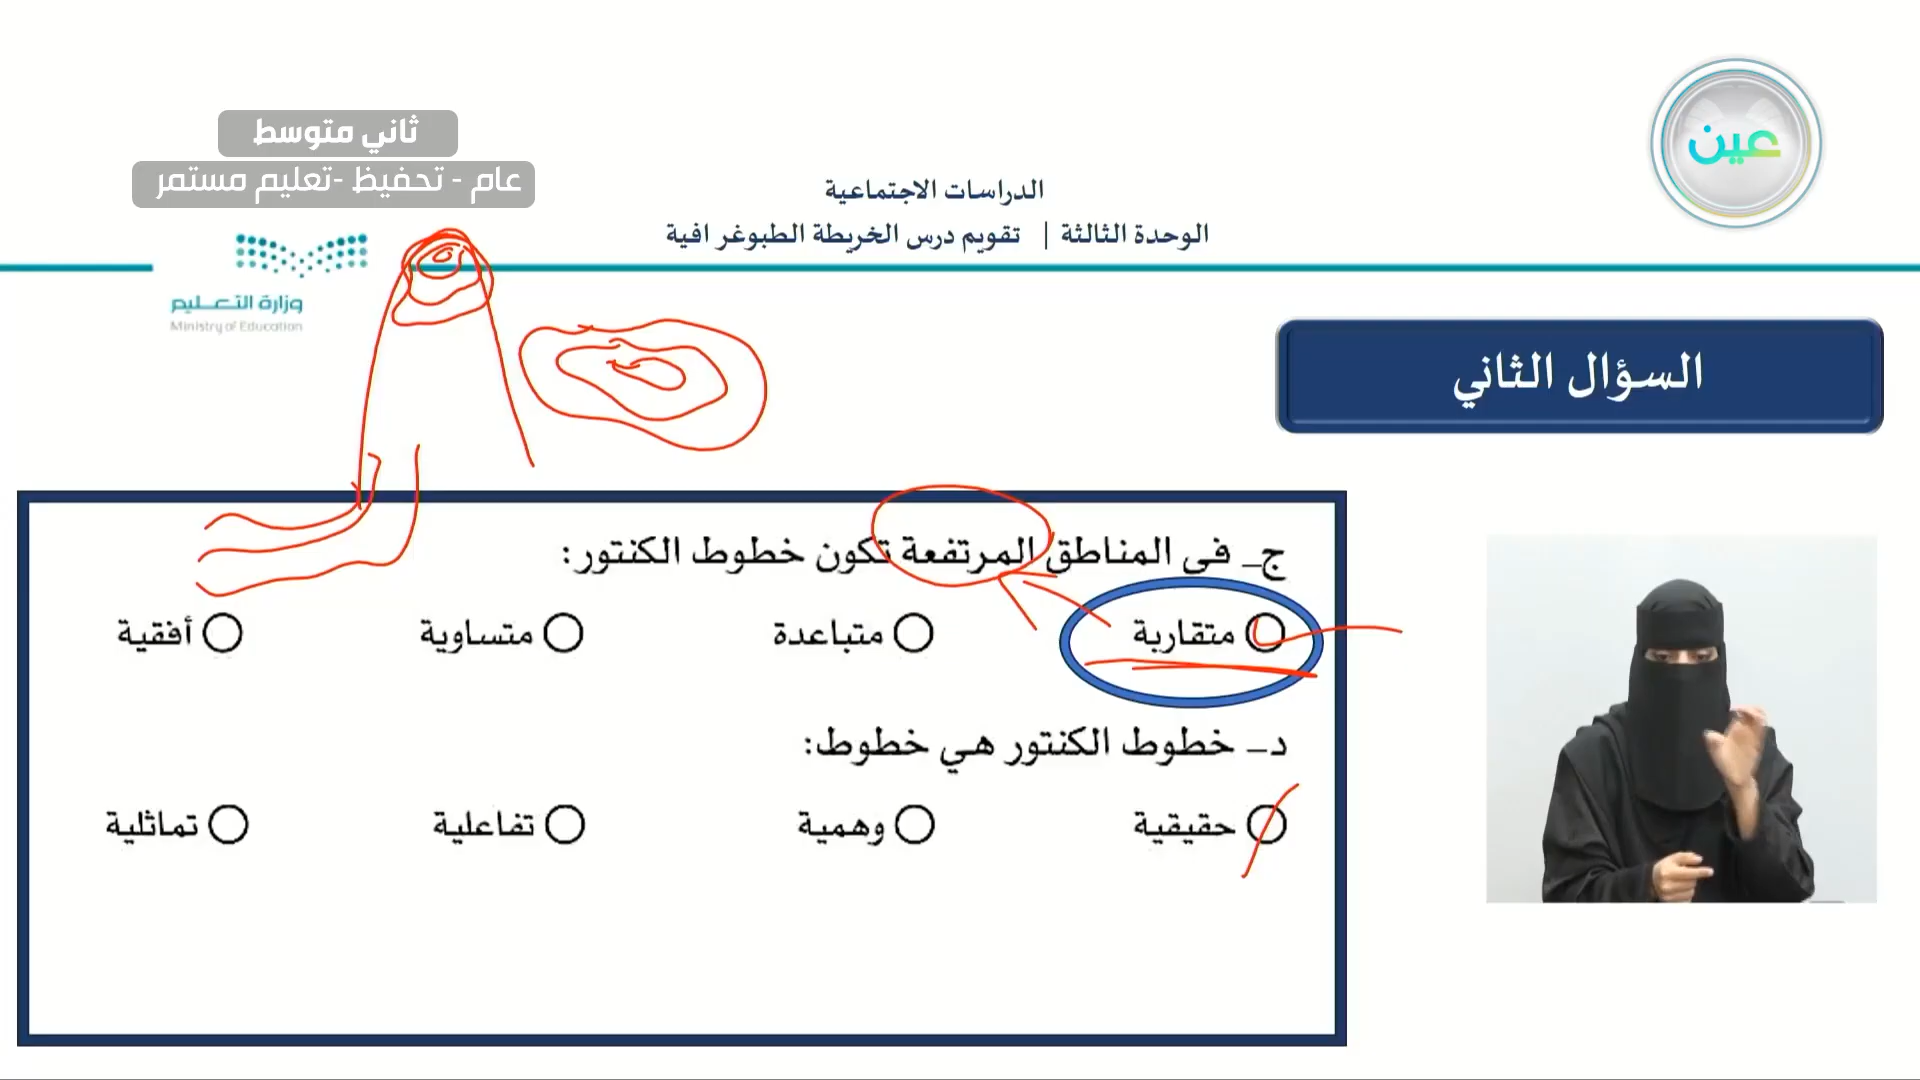 عين
ثاني متوسط
عام - تحفيظ -تعليم مستمر
الدراسات الاجتماعية
الوحدة الثالثة | تقويم درس الخريطة الطبوغرافية
وزارة التعليم
Ministry of Education
السؤال الثاني
ج_ في المناطق المرتفعة تكون خطوط الكنتور:
متقاربة متباعدة متساوية أفقية
د_ خطوط الكنتور هي خطوط:
حقيقية وهمية تفاعلية تماثلية